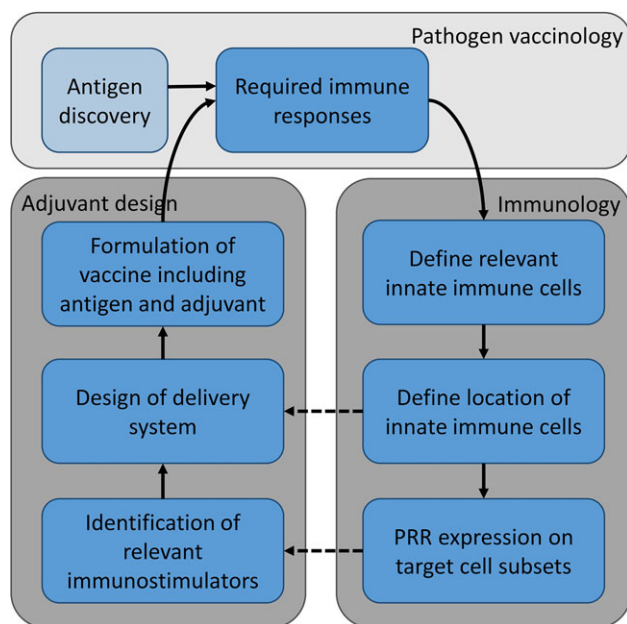 Pathogen vaccinology
Antigen
discovery
Required immune
responses
Adjuvant design
Formulation of
vaccine including
antigen and adjuvant
Design of delivery
system
Identification of
relevant
immunostimulators
Immunology
Define relevant
innate immune cells
Define location of
innate immune cells
PRR expression on
target cell subsets